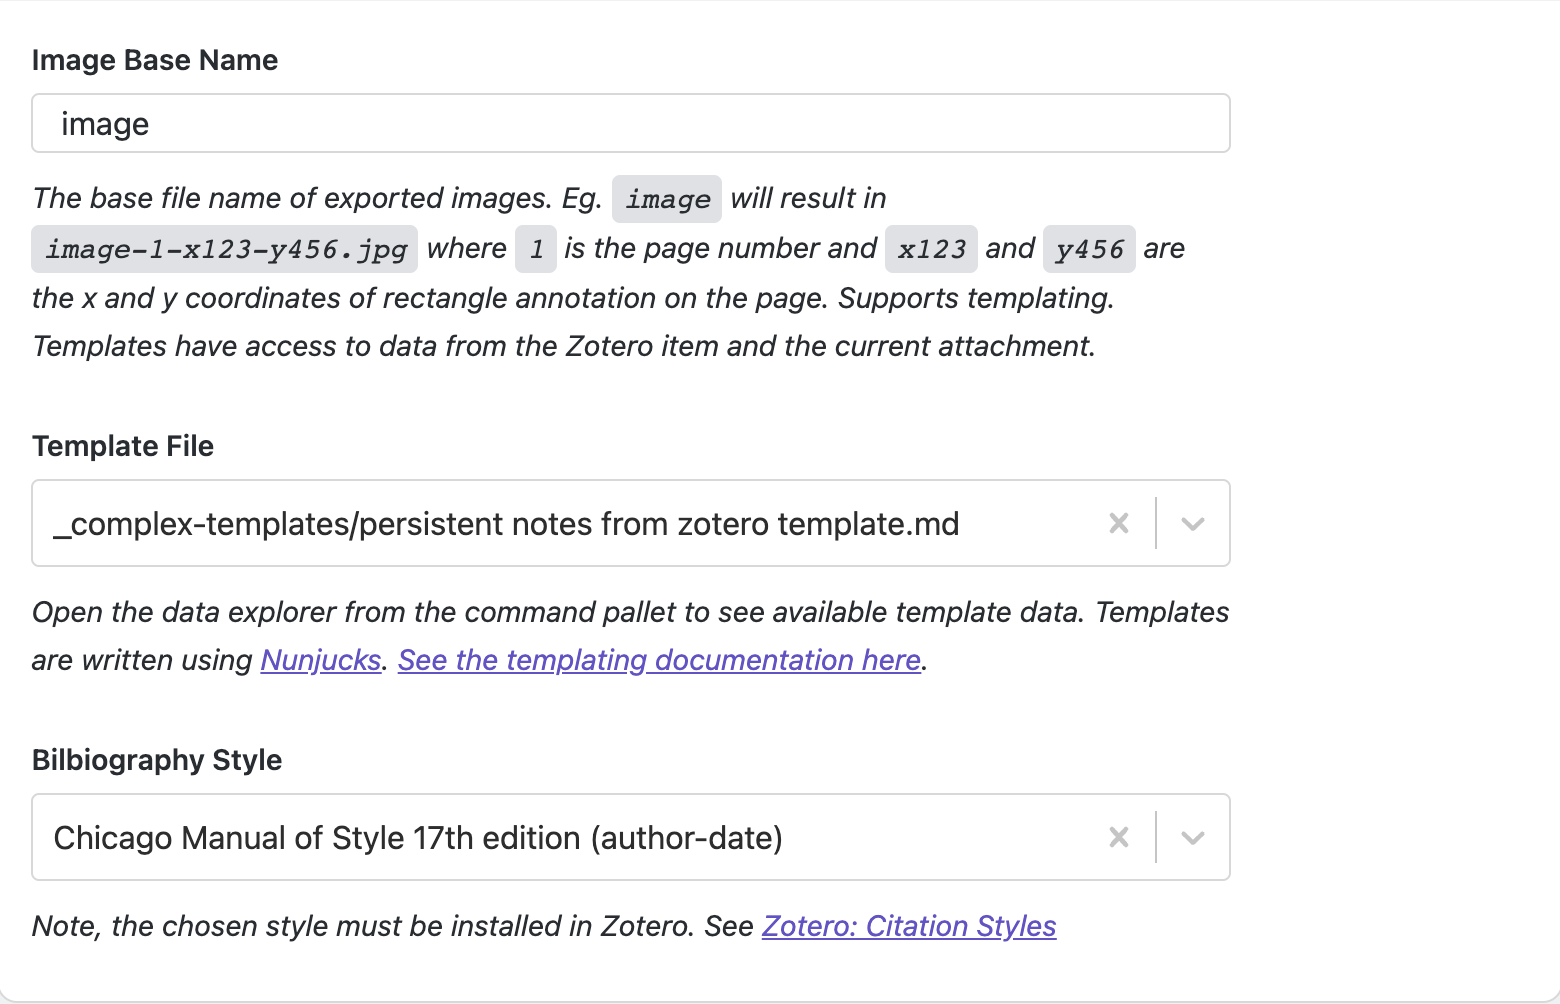 Image Base Name
image
The base file name of exported images. Eg. image will result in
image-1-x123-y456.jpg where 1 is the page number and x123 and y456 are
the x and y coordinates of rectangle annotation on the page. Supports templating.
Templates have access to data from the Zotero item and the current attachment.
Template File
_complex-templates/persistent notes from zotero template.md
Open the data explorer from the command pallet to see available template data. Templates
are written using Nunjucks. See the templating documentation here.
Bilbiography Style
Chicago Manual of Style 17th edition (author-date)
Note, the chosen style must be installed in Zotero. See Zotero: Citation Styles